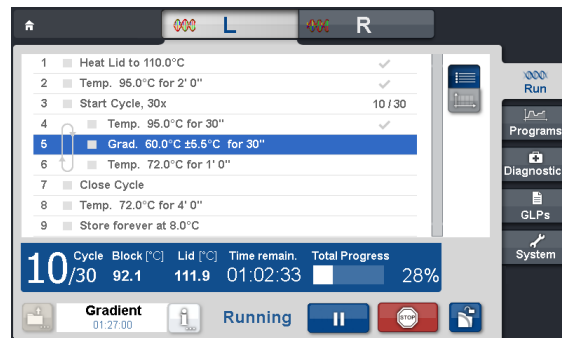 L
R
1 Heat Lid to 110.0°C
2 Temp. 95.0°C for 2' 0"
3 Start Cycle, 30x 10 / 30
4 Temp. 95.0°C for 30"
5 Grad. 60.0°C ±5.5°C for 30"
6 Temp. 72.0°C for 1' 0"
7 Close Cycle
8 Temp. 72.0°C for 4' 0"
9 Store forever at 8.0°C
Run
Programs
Diagnostic
GLPs
System
Cycle Block [°C] Lid [°C] Time remain. Total Progress
10/30 92.1 111.9 01:02:33 28%
Gradient
01:27:00
Running
STOP